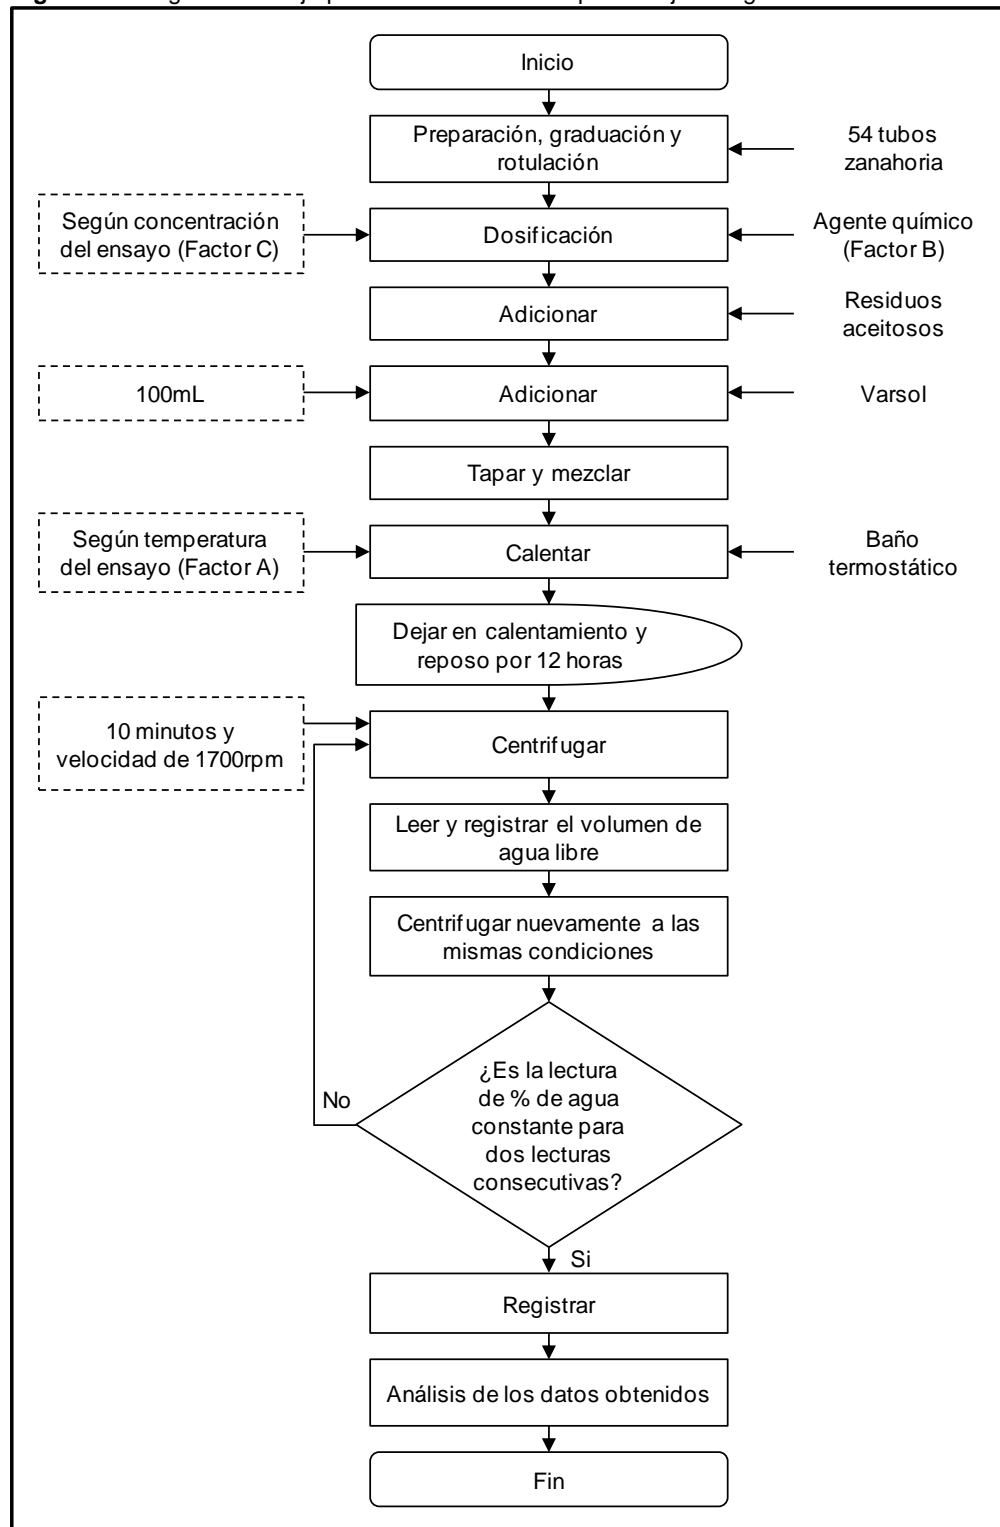 Inicio
Preparación, graduación y
rotulación
54 tubos
zanahoria
Según concentración
del ensayo (Factor C)
Dosificación
Agente químico
(Factor B)
Adicionar
Residuos
aceitosos
100mL
Adicionar
Varsol
Tapar y mezclar
Según temperatura
del ensayo (Factor A)
Calentar
Baño
termostático
Dejar en calentamiento y
reposo por 12 horas
10 minutos y
velocidad de 1700rpm
Centrifugar
Leer y registrar el volumen de
agua libre
Centrifugar nuevamente a las
mismas condiciones
¿Es la lectura
de % de agua
constante para
dos lecturas
consecutivas?
No
Si
Registrar
Análisis de los datos obtenidos
Fin